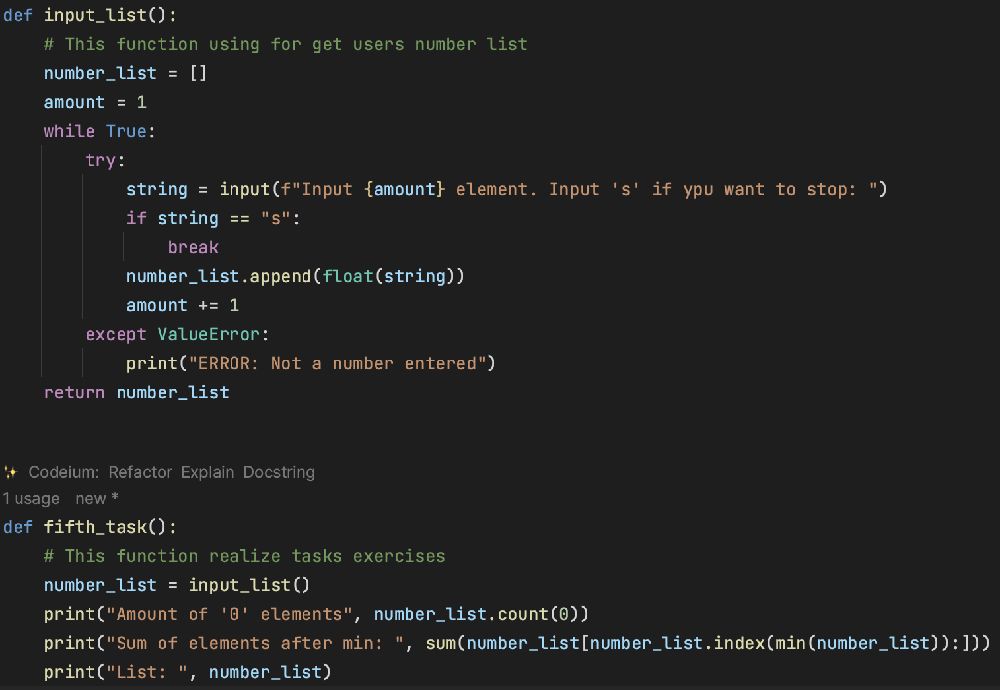 def input_list():
    # This function using for get users number list
    number_list = []
    amount = 1
    while True:
        try:
            string = input(f"Input {amount} element. Input 's' if ypu want to stop: ")
            if string == "s":
                break
            number_list.append(float(string))
            amount += 1
        except ValueError:
            print("ERROR: Not a number entered")
    return number_list
✨ Codeium: Refactor Explain Docstring
1 usage new *
def fifth_task():
    # This function realize tasks exercises
    number_list = input_list()
    print("Amount of '0' elements", number_list.count(0))
    print("Sum of elements after min: ", sum(number_list[number_list.index(min(number_list)):]))
    print("List: ", number_list)